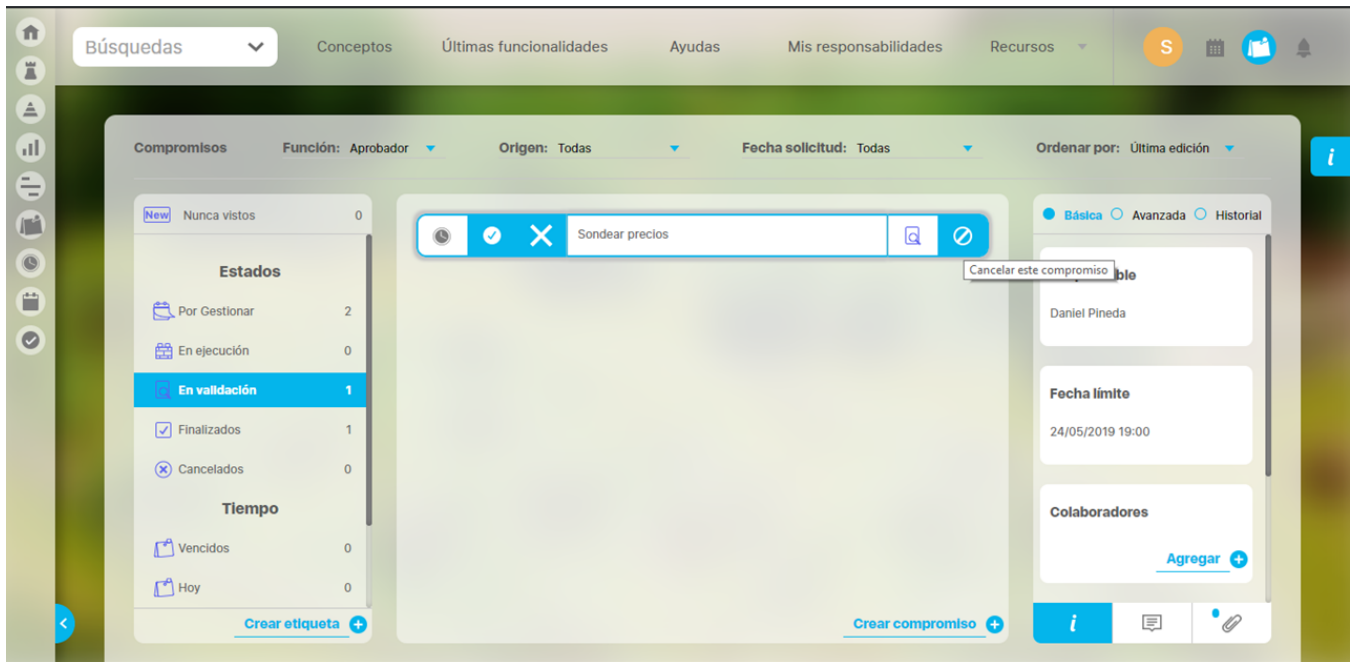 Búsquedas
Conceptos
Últimas funcionalidades
Ayudas
Mis responsabilidades
Recursos
S
i
Compromisos
Función: Aprobador
Origen: Todas
Fecha solicitud: Todas
Ordenar por: Última edición
New Nunca vistos 0
Estados
Por Gestionar 2
En ejecución 0
En validación 1
Finalizados 1
Cancelados 0
Tiempo
Vencidos 0
Hoy 0
Crear etiqueta
Sondear precios
Cancelar este compromiso
Crear compromiso
Básica Avanzada Historial
ble
Daniel Pineda
Fecha límite
24/05/2019 19:00
Colaboradores
Agregar
i